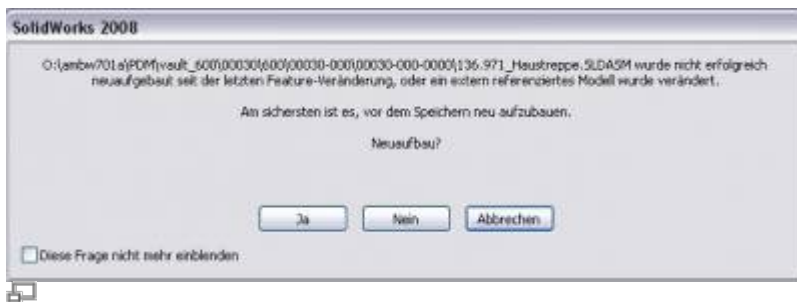 SolidWorks 2008
O:\ambw701a\PDM\vault_600\00030\600\00030-000\00030-000-0000\136.971_Haustreppe.SLDASM wurde nicht erfolgreich
neuaufgebaut seit der letzten Feature-Veränderung, oder ein extern referenziertes Modell wurde verändert.
Am sichersten ist es, vor dem Speichern neu aufzubauen.
Neuaufbau?
Ja Nein Abbrechen
Diese Frage nicht mehr einblenden